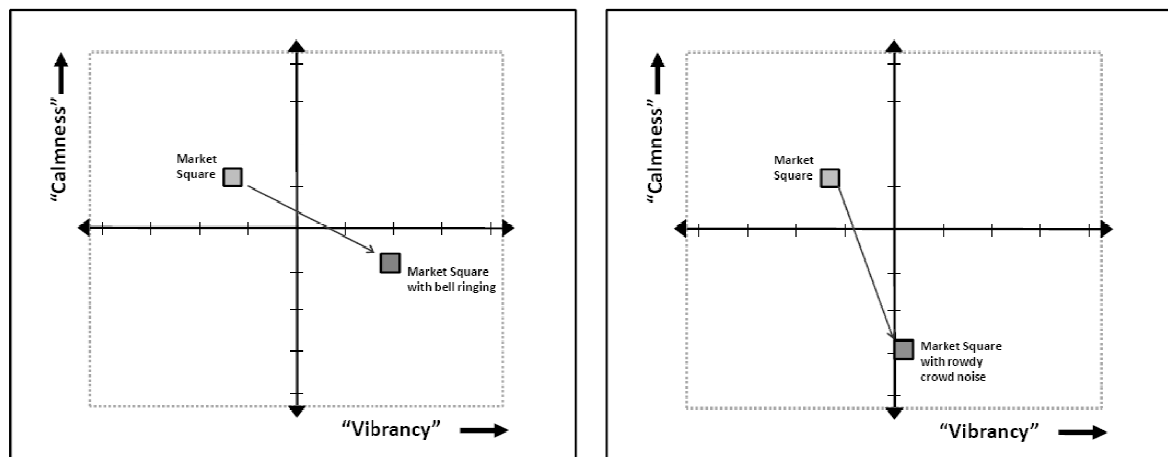 “Calmness”
Market
Square
Market Square
with bell ringing
“Vibrancy”
“Calmness”
Market
Square
Market Square
with rowdy
crowd noise
“Vibrancy”